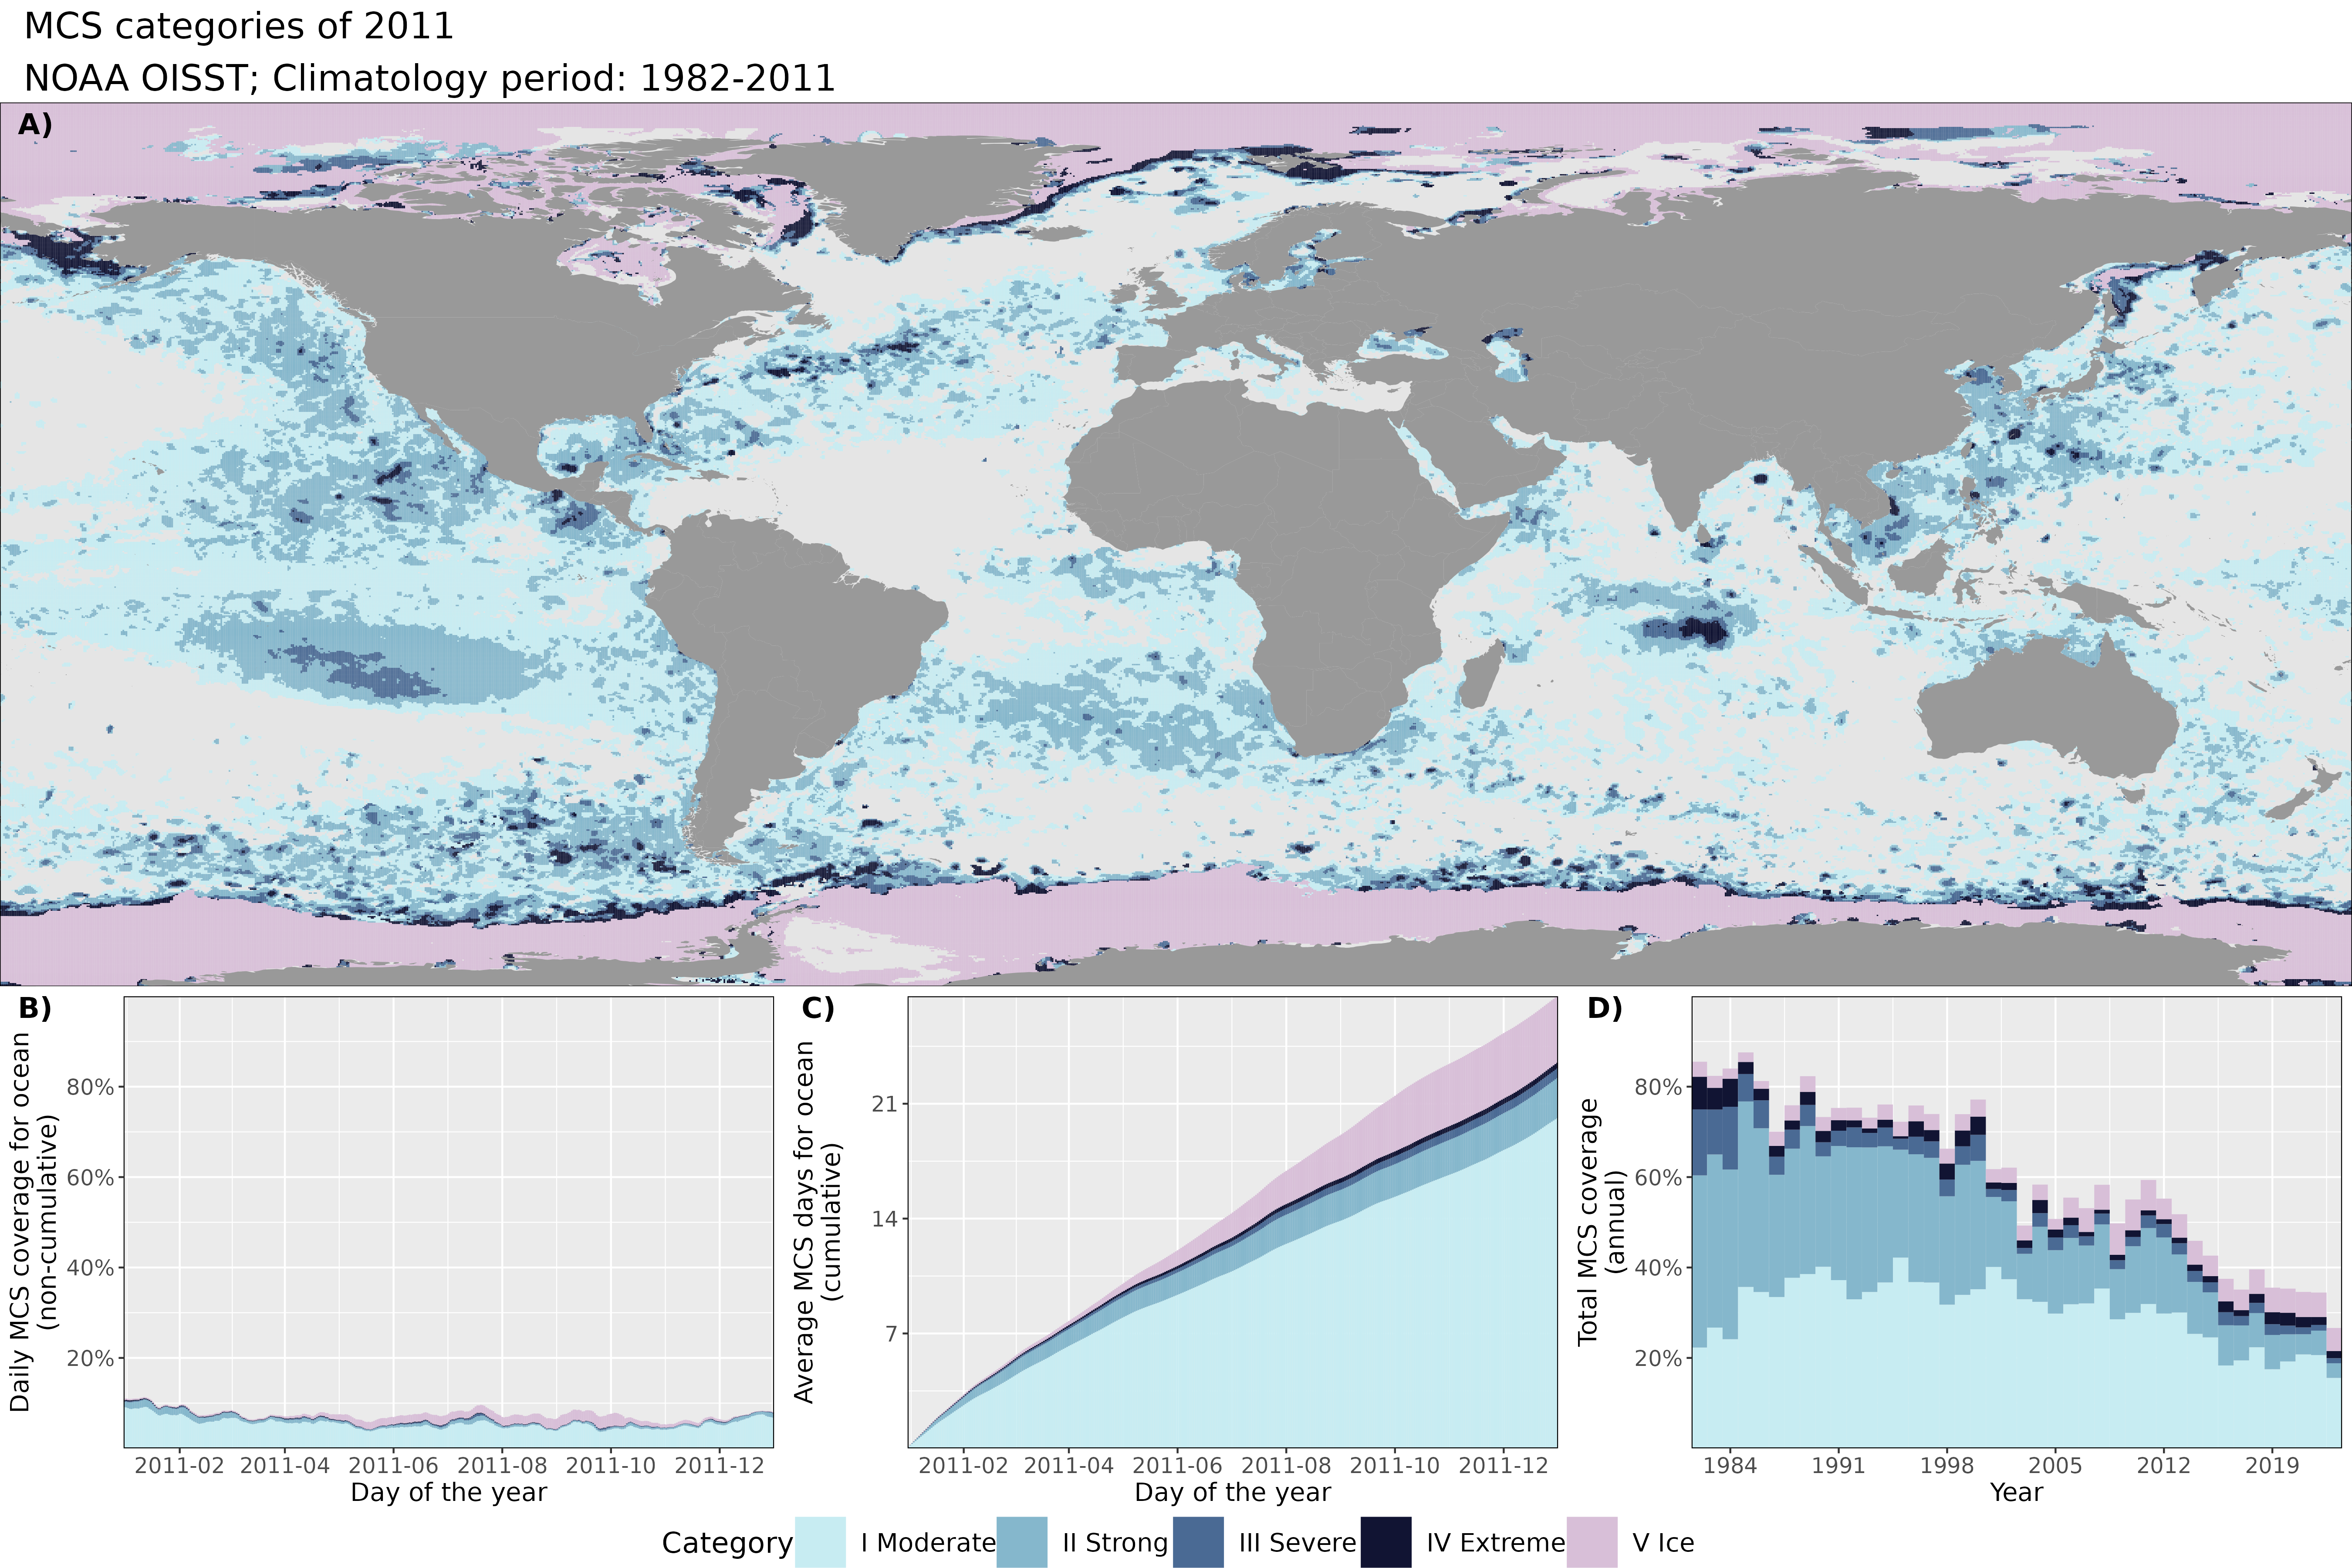 MCS categories of 2011
NOAA OISST; Climatology period: 1982-2011
A)
B)
Daily MCS coverage for ocean
(non-cumulative)
80%
60%
40%
20%
2011-02 2011-04 2011-06 2011-08 2011-10 2011-12
Day of the year
C)
Average MCS days for ocean
(cumulative)
21
14
7
2011-02 2011-04 2011-06 2011-08 2011-10 2011-12
Day of the year
D)
Total MCS coverage
(annual)
80%
60%
40%
20%
1984 1991 1998 2005 2012 2019
Year
Category I Moderate II Strong III Severe IV Extreme V Ice